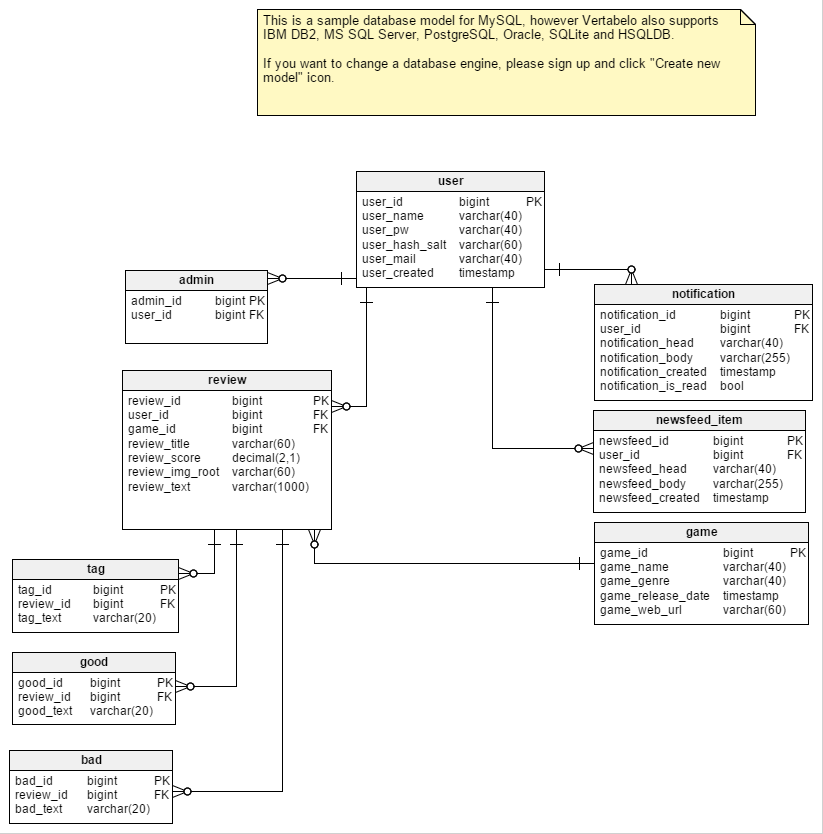 This is a sample database model for MySQL, however Vertabelo also supports
IBM DB2, MS SQL Server, PostgreSQL, Oracle, SQLite and HSQLDB.
If you want to change a database engine, please sign up and click "Create new
model" icon.
user
user_id bigint PK
user_name varchar(40)
user_pw varchar(40)
user_hash_salt varchar(60)
user_mail varchar(40)
user_created timestamp
admin
admin_id bigint PK
user_id bigint FK
notification
notification_id bigint PK
user_id bigint FK
notification_head varchar(40)
notification_body varchar(255)
notification_created timestamp
notification_is_read bool
review
review_id bigint PK
user_id bigint FK
game_id bigint FK
review_title varchar(60)
review_score decimal(2,1)
review_img_root varchar(60)
review_text varchar(1000)
newsfeed_item
newsfeed_id bigint PK
user_id bigint FK
newsfeed_head varchar(40)
newsfeed_body varchar(255)
newsfeed_created timestamp
game
game_id bigint PK
game_name varchar(40)
game_genre varchar(40)
game_release_date timestamp
game_web_url varchar(60)
tag
tag_id bigint PK
review_id bigint FK
tag_text varchar(20)
good
good_id bigint PK
review_id bigint FK
good_text varchar(20)
bad
bad_id bigint PK
review_id bigint FK
bad_text varchar(20)